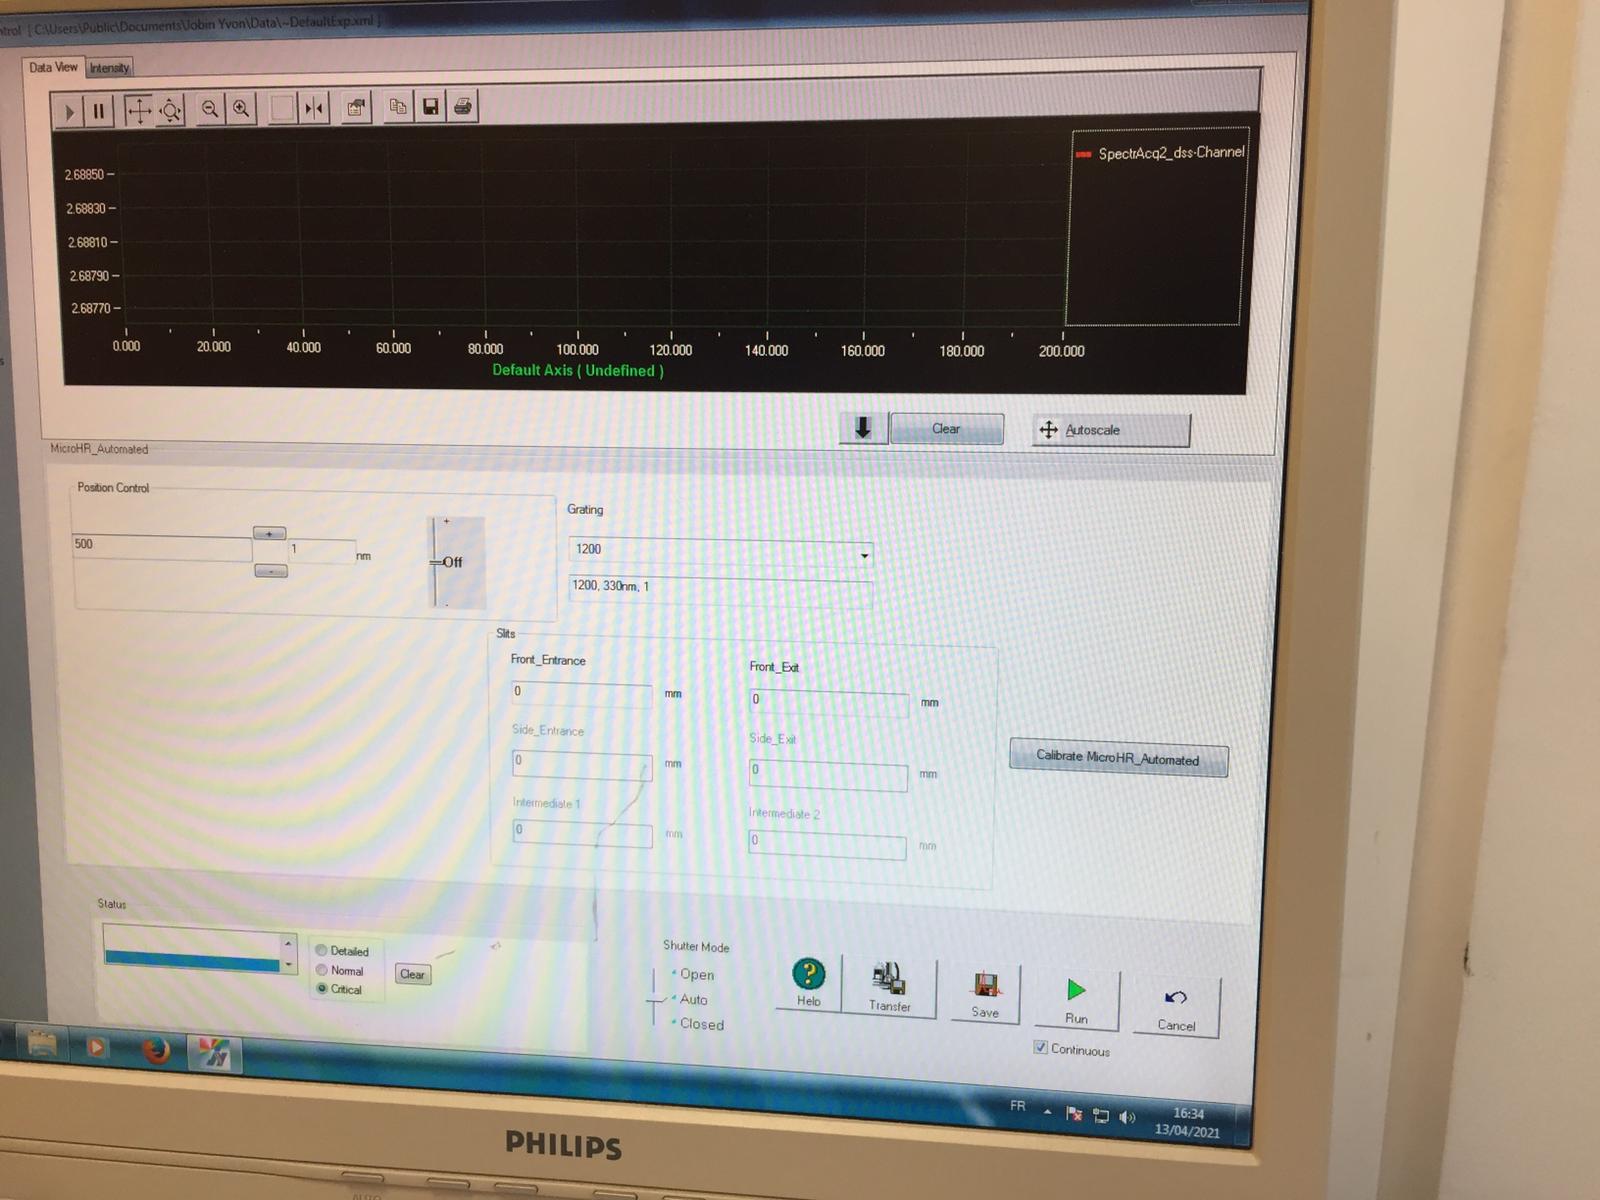 ntrol [ C:\Users\Public\Documents\Jobin Yvon\Data\~DefaultExp.xml ]
Data View Intensity
SpectrAcq2_dss-Channel
2.68850
2.68830
2.68810
2.68790
2.68770
0.000 20.000 40.000 60.000 80.000 100.000 120.000 140.000 160.000 180.000 200.000
Default Axis ( Undefined )
Clear Autoscale
MicroHR_Automated
Position Control
500 + 1 nm
-
+
Off
-
Grating
1200
1200, 330nm, 1
Slits
Front_Entrance Front_Exit
0 mm 0 mm
Side_Entrance Side_Exit
0 mm 0 mm
Calibrate MicroHR_Automated
Intermediate 1 Intermediate 2
0 mm 0 mm
Status
Detailed
Normal
Critical
Clear
Shutter Mode
Open
Auto
Closed
Help Transfer Save Run Cancel
Continuous
FR 16:34
13/04/2021
PHILIPS
AUTO